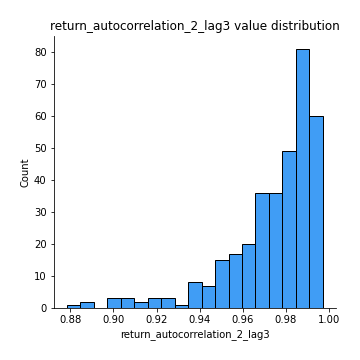 return_autocorrelation_2_lag3 value distribution
80
70
60
50
40
30
20
10
0
Count
0.88 0.90 0.92 0.94 0.96 0.98 1.00
return_autocorrelation_2_lag3